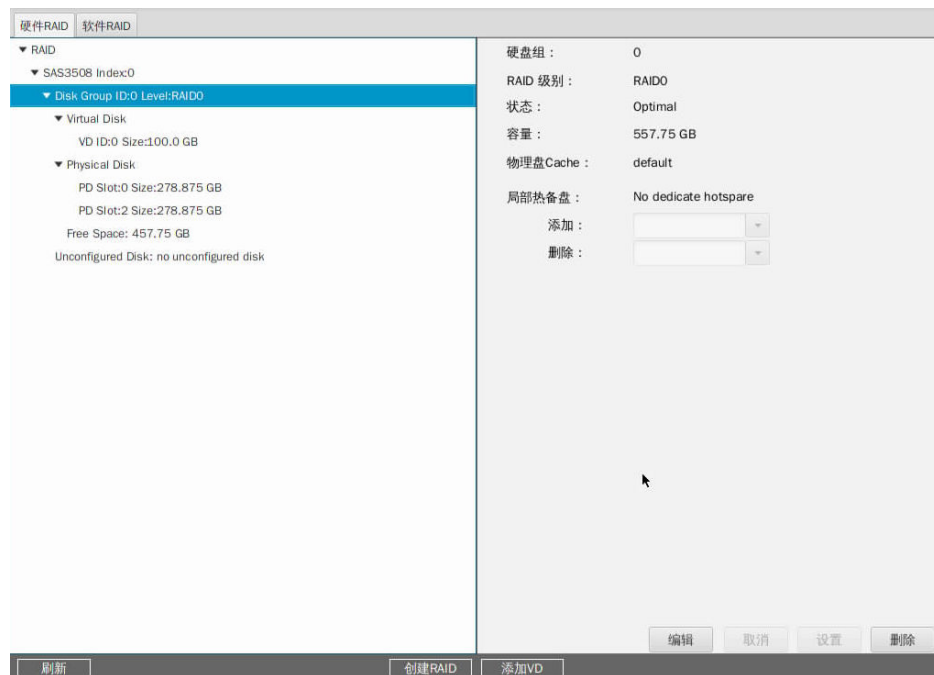 硬件RAID 软件RAID
RAID
SAS3508 Index:0
Disk Group ID:0 Level:RAID0
Virtual Disk
VD ID:0 Size:100.0 GB
Physical Disk
PD Slot:0 Size:278.875 GB
PD Slot:2 Size:278.875 GB
Free Space: 457.75 GB
Unconfigured Disk: no unconfigured disk
硬盘组： 0
RAID 级别： RAID0
状态： Optimal
容量： 557.75 GB
物理盘Cache： default
局部热备盘： No dedicate hotspare
添加：
删除：
编辑 取消 设置 删除
刷新 创建RAID 添加VD